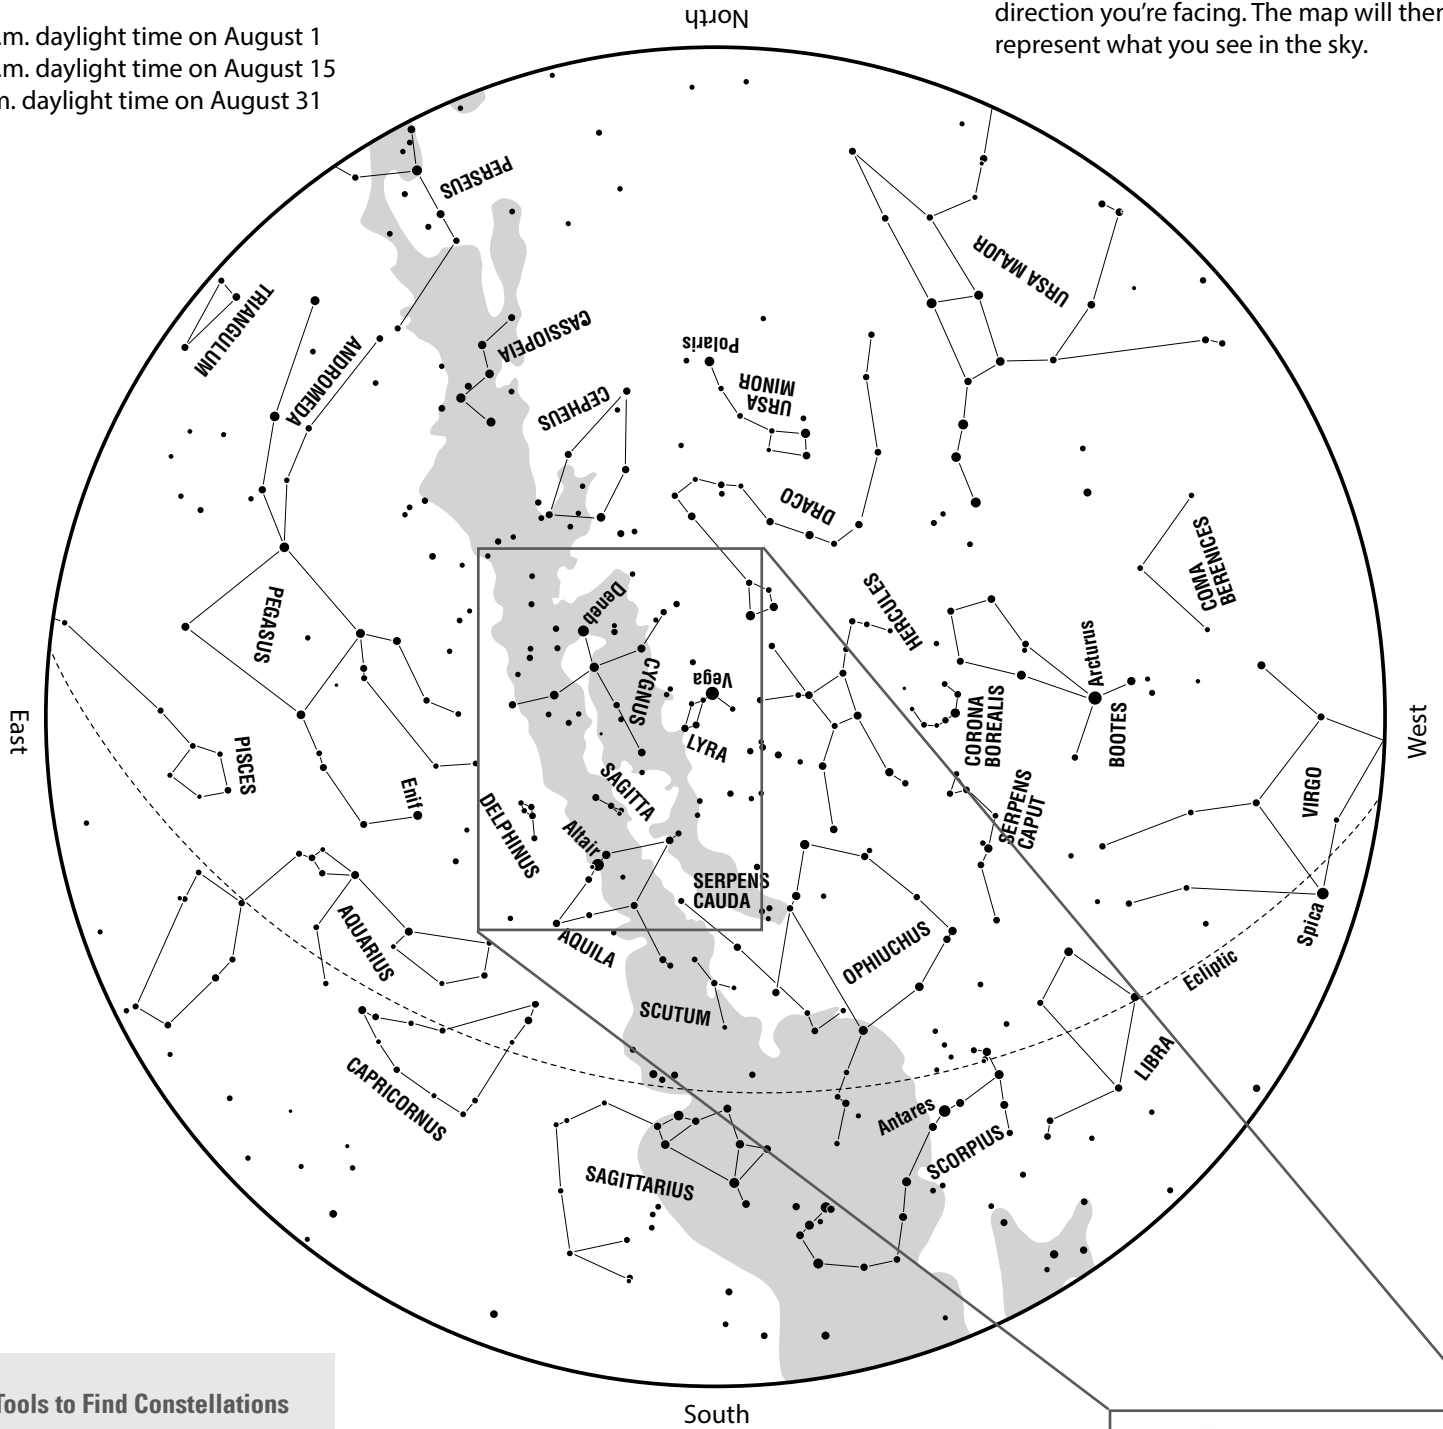 North
.m. daylight time on August 1
.m. daylight time on August 15
m. daylight time on August 31
direction you're facing. The map will then
represent what you see in the sky.
PERSEUS
TRIANGULUM
ANDROMEDA
CASSIOPEIA
CEPHEUS
Polaris
URSA
MINOR
URSA MAJOR
DRACO
COMA
BERENICES
HERCULES
PEGASUS
Deneb
CYGNUS
Vega
LYRA
Arcturus
BOOTES
CORONA
BOREALIS
East
West
PISCES
Enif
DELPHINUS
SAGITTA
Altair
SERPENS
CAPUT
VIRGO
SERPENS
CAUDA
Spica
AQUARIUS
AQUILA
OPHIUCHUS
Ecliptic
SCUTUM
LIBRA
CAPRICORNUS
Antares
SCORPIUS
SAGITTARIUS
Tools to Find Constellations
South